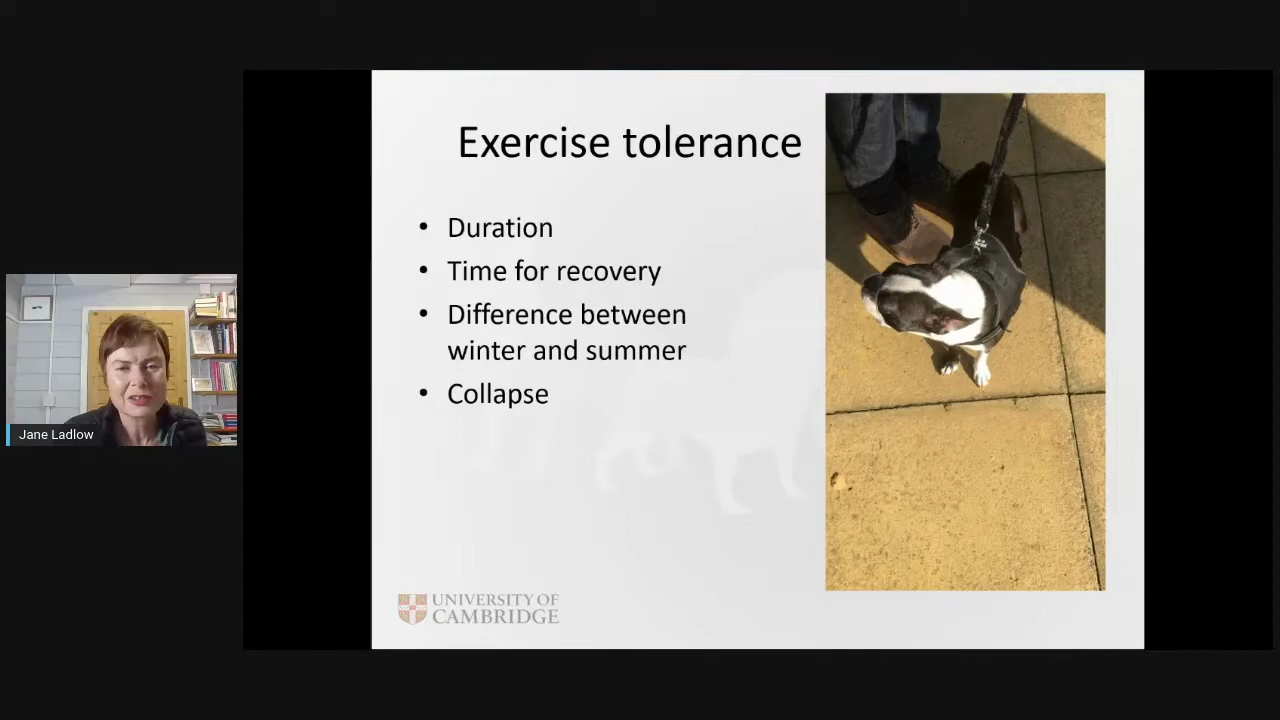 Exercise tolerance
• Duration
• Time for recovery
• Difference between
winter and summer
• Collapse
Jane Ladlow
UNIVERSITY OF
CAMBRIDGE